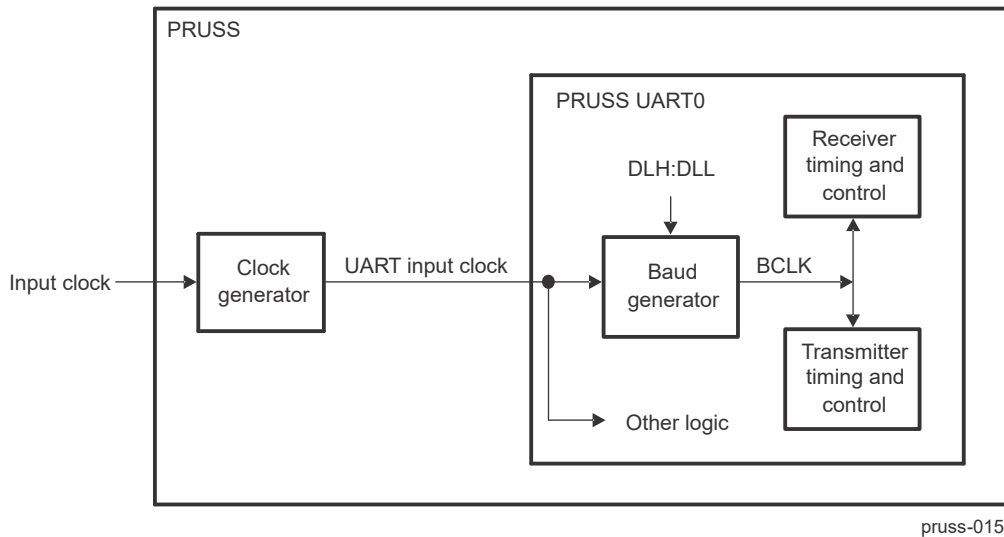 PRUSS
PRUSS UART0
Receiver
timing and
control
DLH:DLL
Input clock
Clock
generator
UART input clock
Baud
generator
BCLK
Transmitter
timing and
control
Other logic
pruss-015